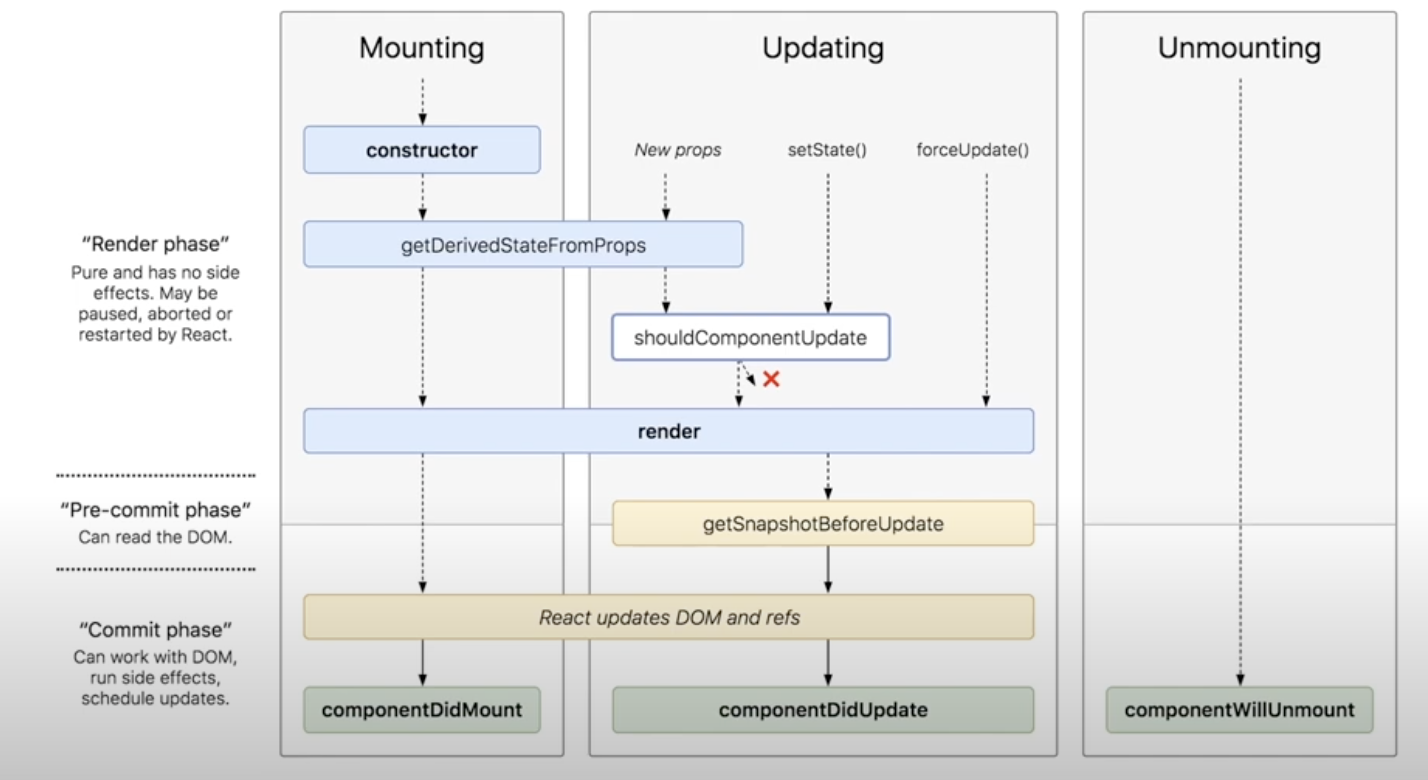 Mounting
Updating
Unmounting
constructor
New props
setState()
forceUpdate()
“Render phase”
Pure and has no side
effects. May be
paused, aborted or
restarted by React.
getDerivedStateFromProps
shouldComponentUpdate
render
“Pre-commit phase”
Can read the DOM.
getSnapshotBeforeUpdate
“Commit phase”
Can work with DOM,
run side effects,
schedule updates.
React updates DOM and refs
componentDidMount
componentDidUpdate
componentWillUnmount